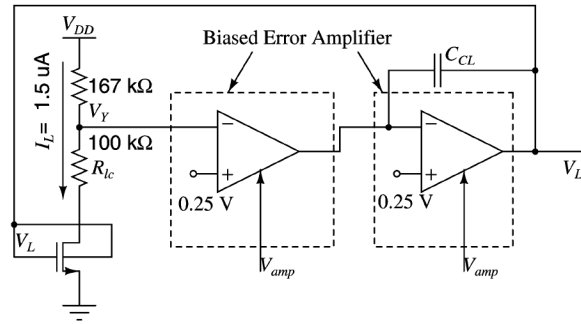 V_DD
Biased Error Amplifier
C_CL
I_L = 1.5 uA
167 kΩ
V_Y
100 kΩ
R_lc
−
+
0.25 V
−
+
0.25 V
V_L
V_L
V_amp
V_amp